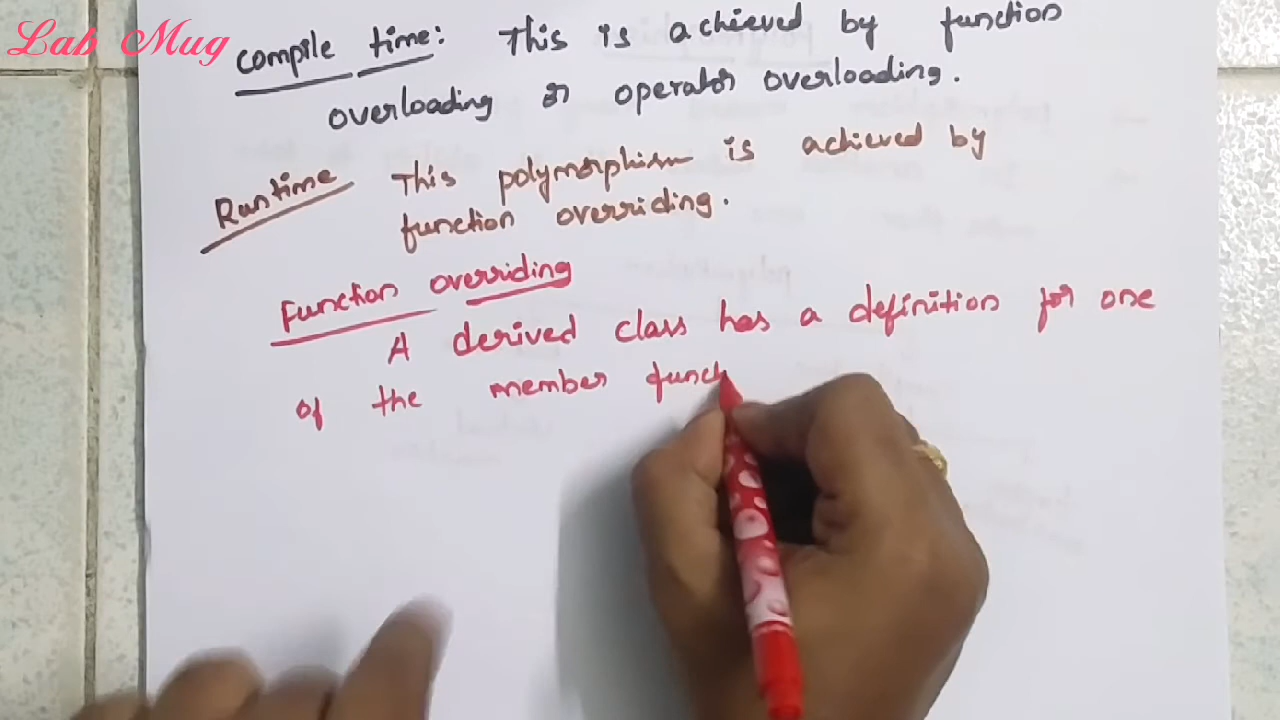 Lab Mug
compile time: This is achieved by function
overloading or operator overloading.
Runtime This polymorphism is achieved by
function overriding.
Function overriding
A derived class has a definition for one
of the member funct